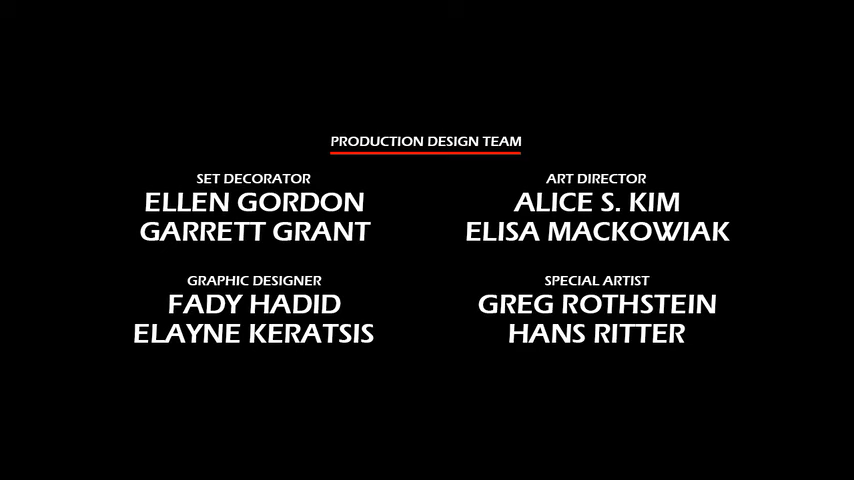 PRODUCTION DESIGN TEAM
SET DECORATOR
ELLEN GORDON
GARRETT GRANT
ART DIRECTOR
ALICE S. KIM
ELISA MACKOWIAK
GRAPHIC DESIGNER
FADY HADID
ELAYNE KERATSIS
SPECIAL ARTIST
GREG ROTHSTEIN
HANS RITTER